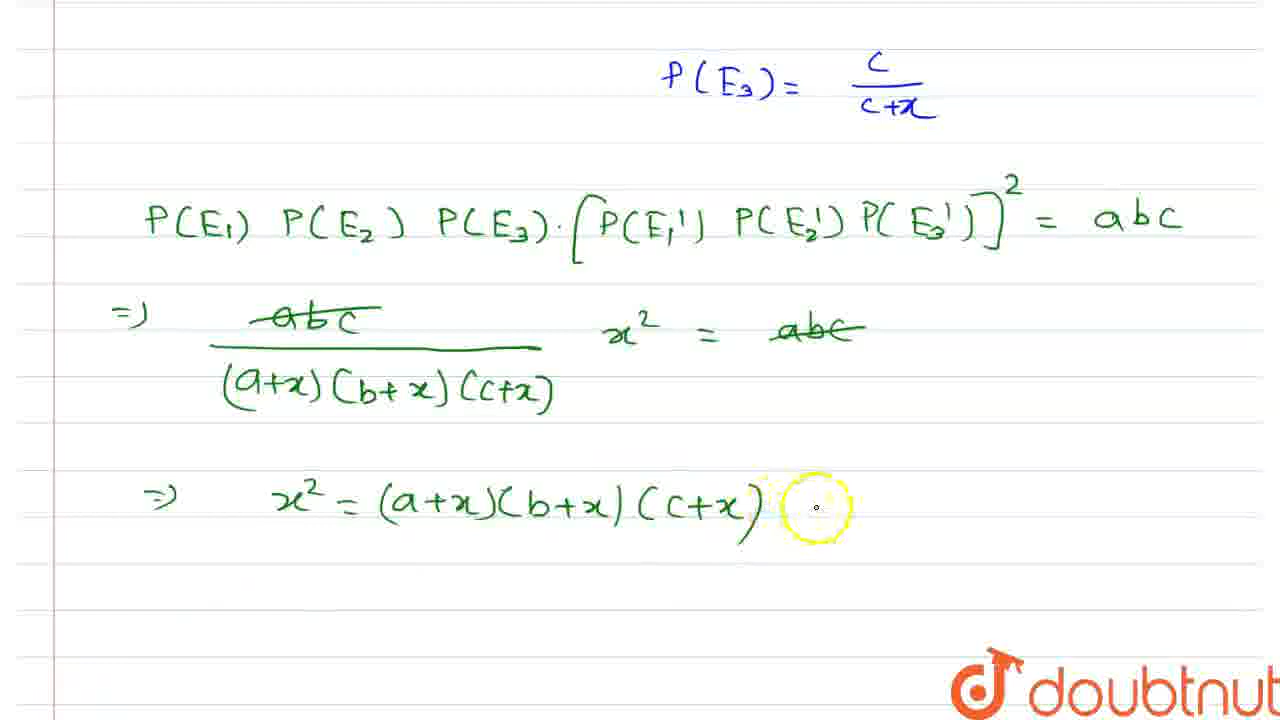 P(E₃) = c/(c+x)
P(E₁) P(E₂) P(E₃).[P(E₁') P(E₂') P(E₃')]² = abc
=> abc/((a+x)(b+x)(c+x)) x² = abc
=> x² = (a+x)(b+x)(c+x)
doubtnut